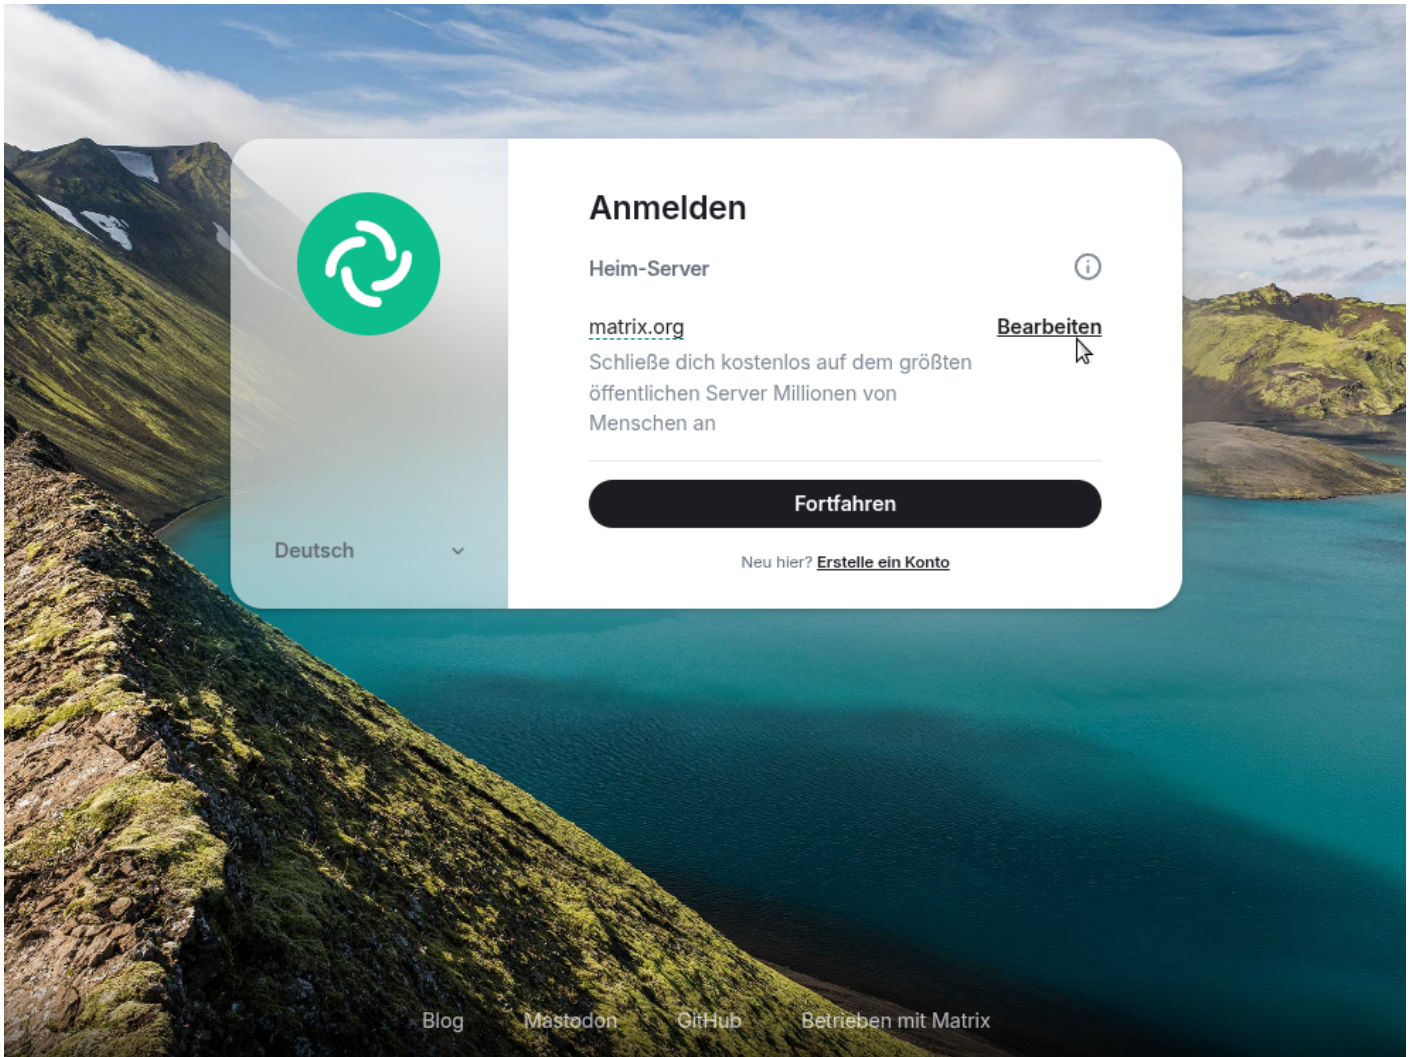 Anmelden
Heim-Server
matrix.org
Bearbeiten
Schließe dich kostenlos auf dem größten
öffentlichen Server Millionen von
Menschen an
Fortfahren
Neu hier? Erstelle ein Konto
Deutsch
Blog Mastodon GitHub Betrieben mit Matrix